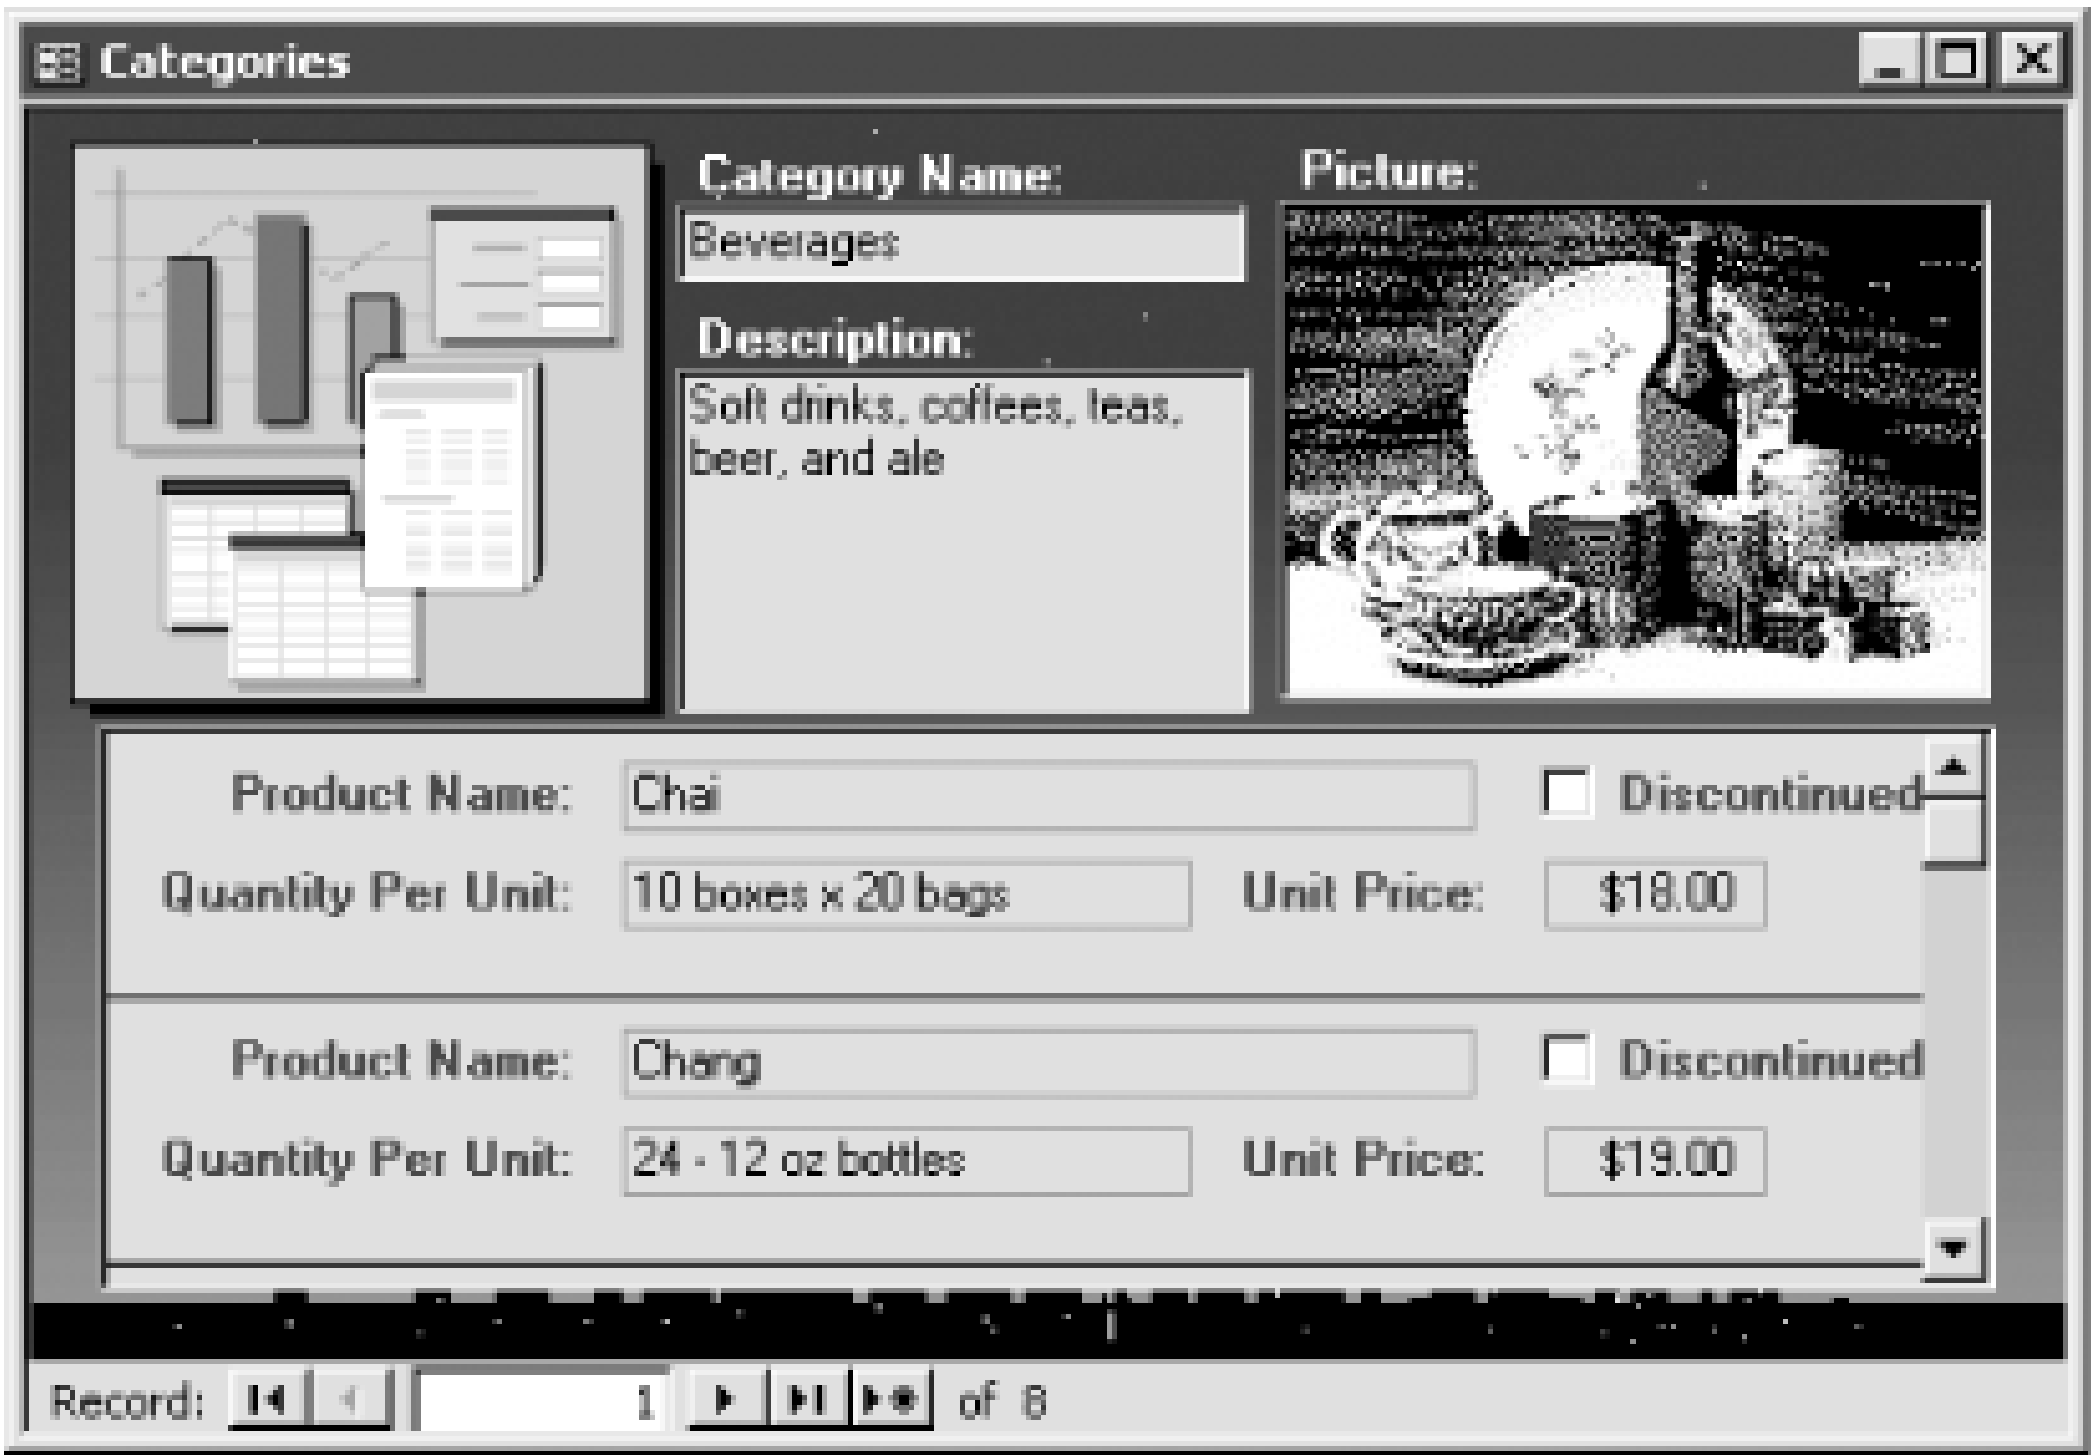 Categories
Category Name:
Picture:
Beverages
Description:
Soft drinks, coffees, teas,
beer, and ale
Product Name: Chai Discontinued
Quantity Per Unit: 10 boxes x 20 bags Unit Price: $18.00
Product Name: Chang Discontinued
Quantity Per Unit: 24 - 12 oz bottles Unit Price: $19.00
Record: 1 of 8